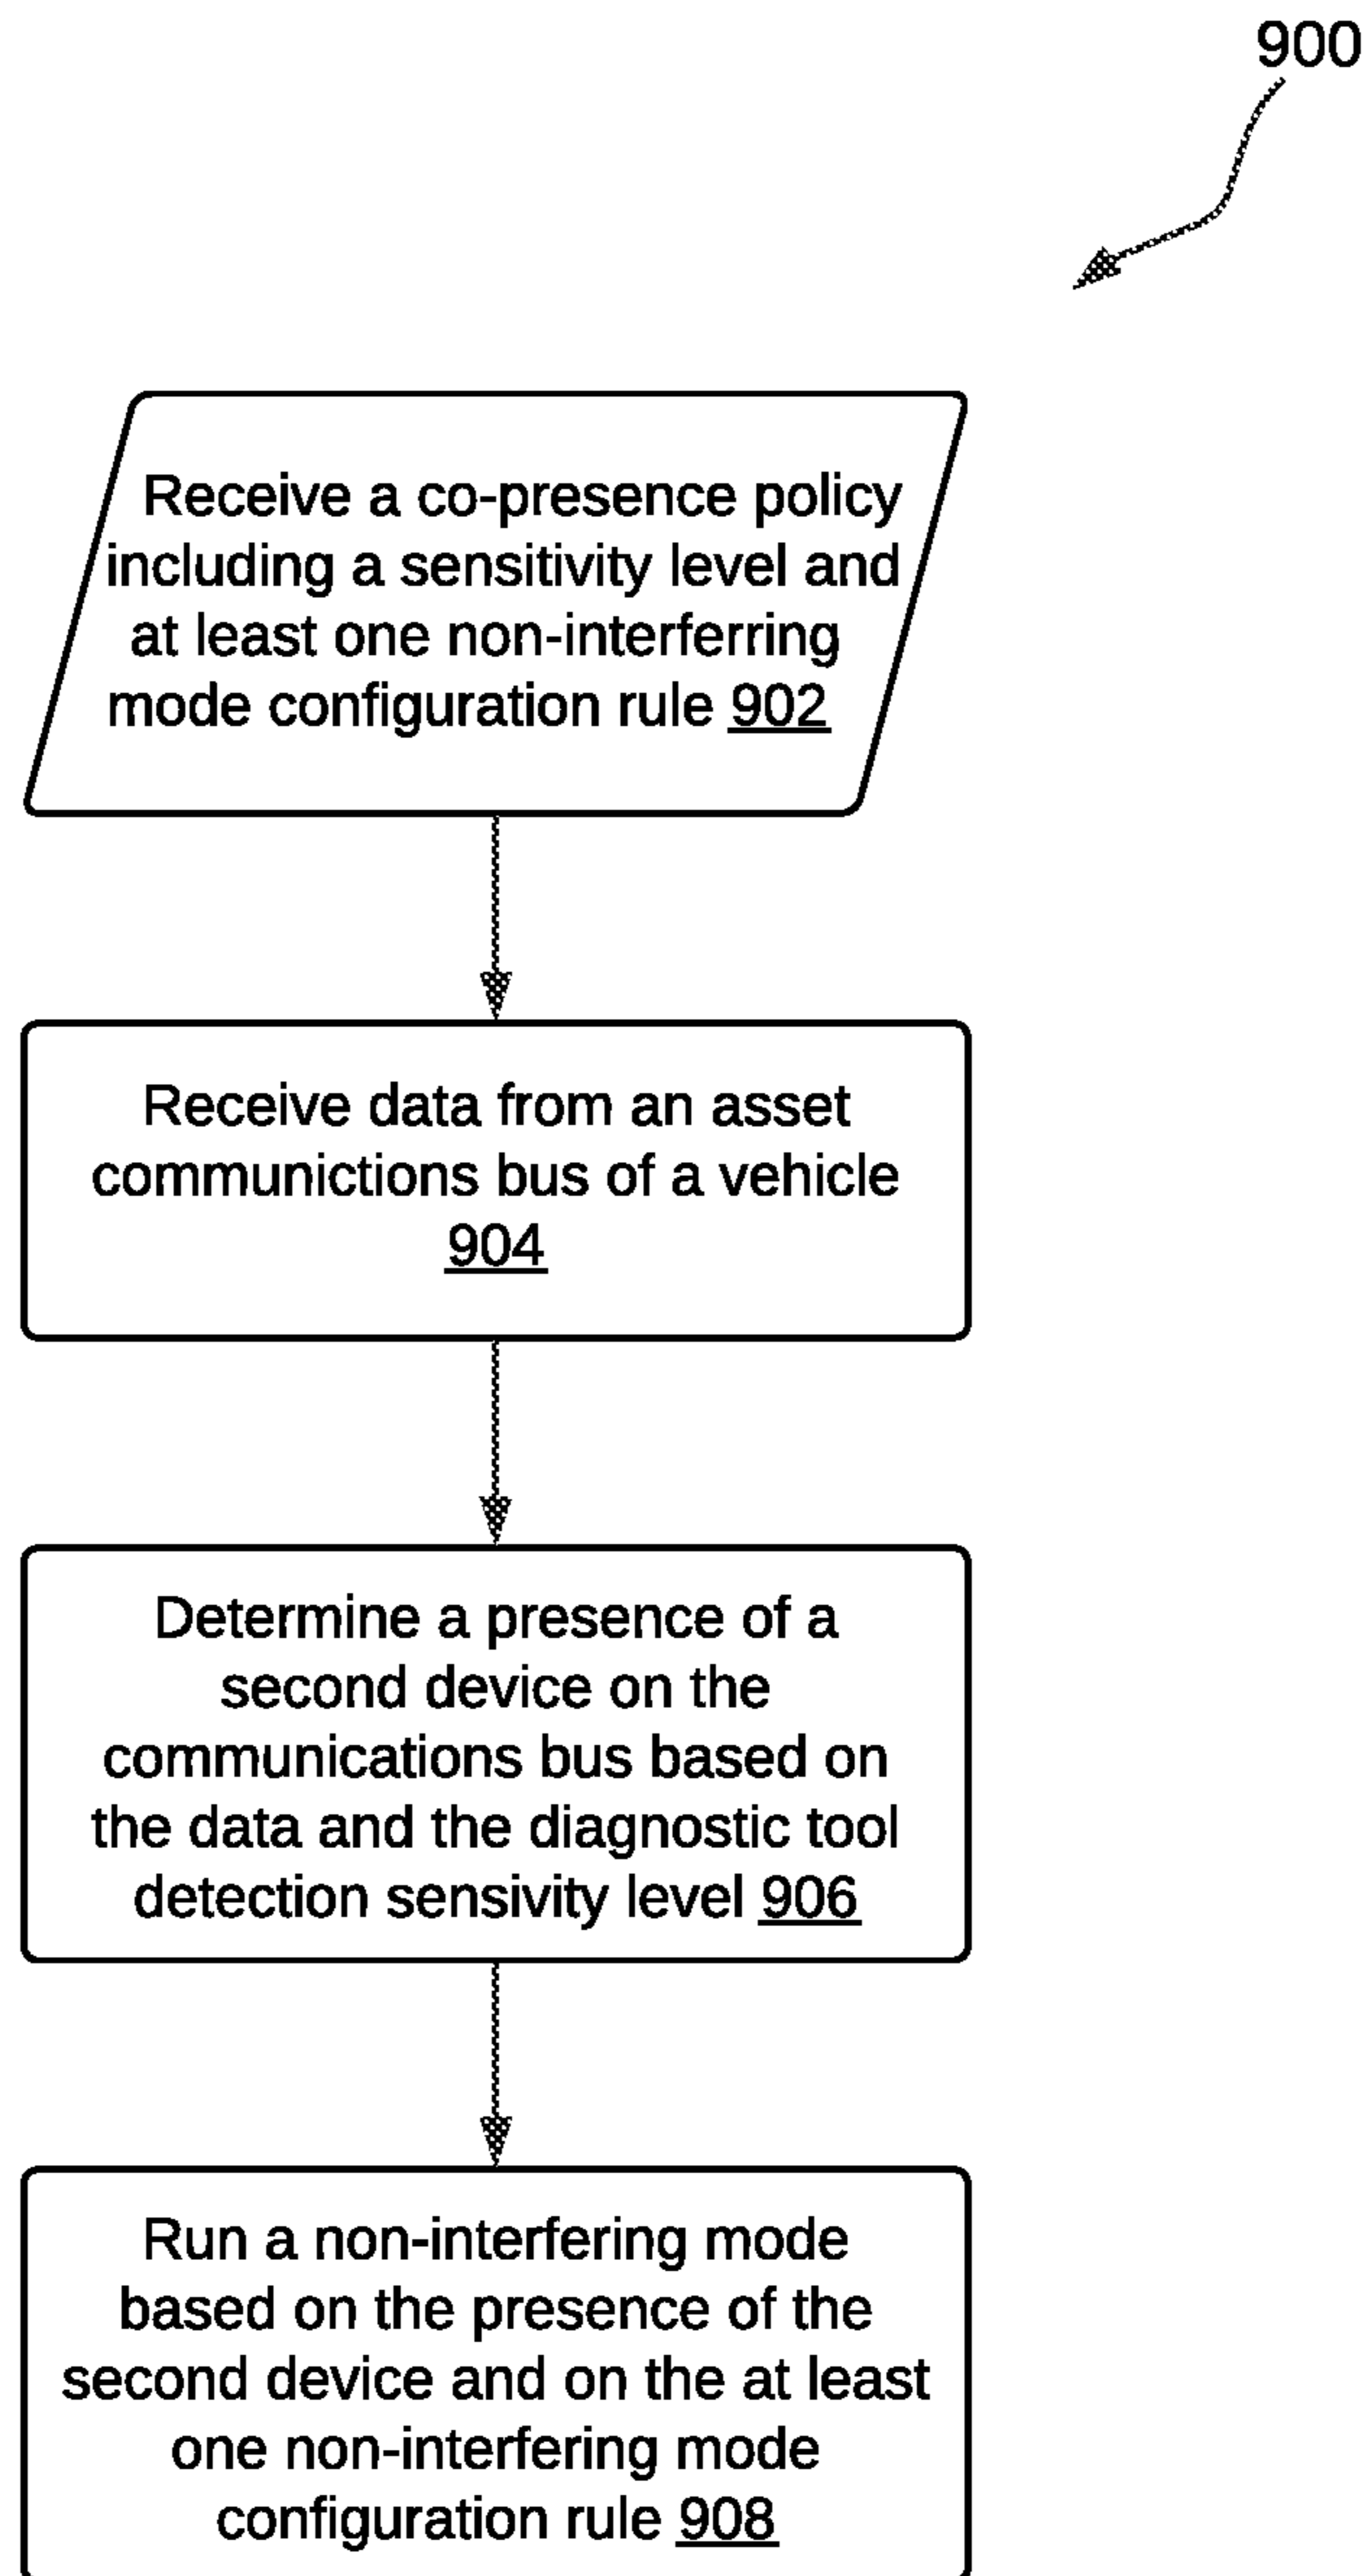 900
Receive a co-presence policy
including a sensitivity level and
at least one non-interferring
mode configuration rule 902
Receive data from an asset
communictions bus of a vehicle
904
Determine a presence of a
second device on the
communications bus based on
the data and the diagnostic tool
detection sensivity level 906
Run a non-interfering mode
based on the presence of the
second device and on the at least
one non-interfering mode
configuration rule 908